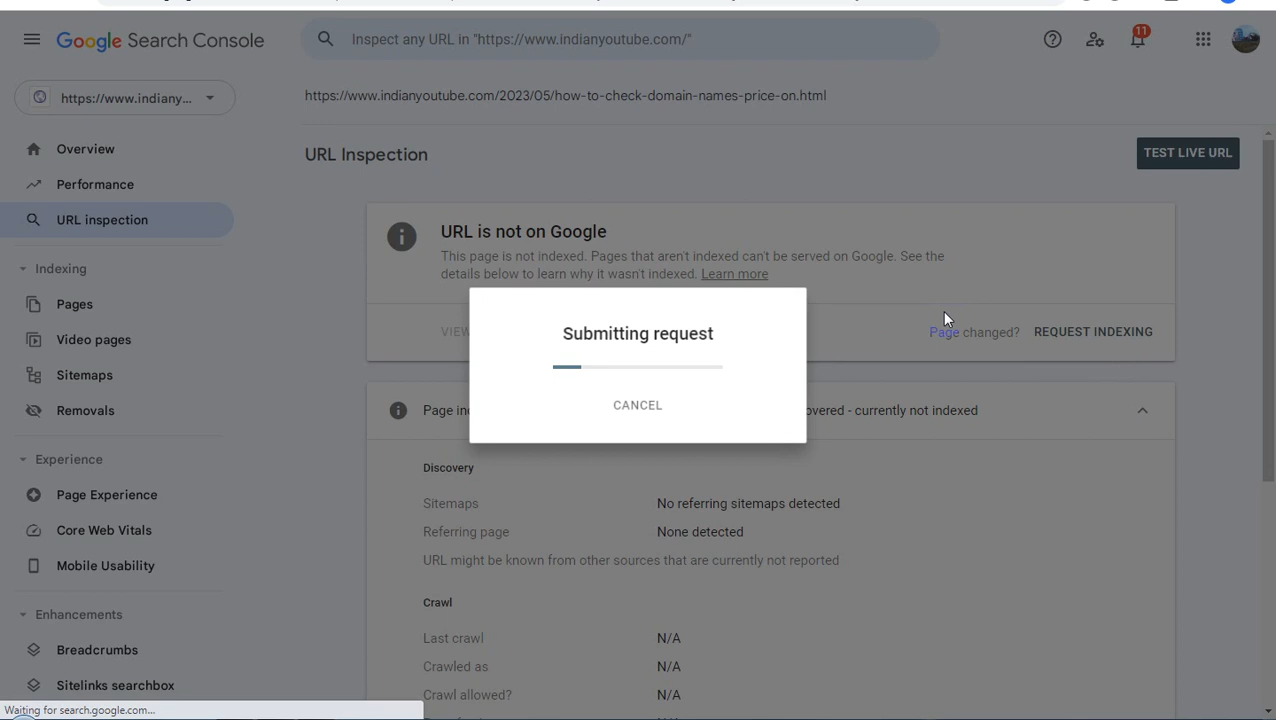 Google Search Console
Inspect any URL in "https://www.indianyoutube.com/"
11
https://www.indiany...
https://www.indianyoutube.com/2023/05/how-to-check-domain-names-price-on.html
Overview
Performance
URL inspection
Indexing
Pages
Video pages
Sitemaps
Removals
Experience
Page Experience
Core Web Vitals
Mobile Usability
Enhancements
Breadcrumbs
Sitelinks searchbox
URL Inspection
TEST LIVE URL
URL is not on Google
This page is not indexed. Pages that aren't indexed can't be served on Google. See the
details below to learn why it wasn't indexed. Learn more
VIEW
Page changed?
REQUEST INDEXING
Submitting request
CANCEL
Page
overed - currently not indexed
Discovery
Sitemaps
No referring sitemaps detected
Referring page
None detected
URL might be known from other sources that are currently not reported
Crawl
Last crawl
N/A
Crawled as
N/A
Crawl allowed?
N/A
Waiting for search.google.com...